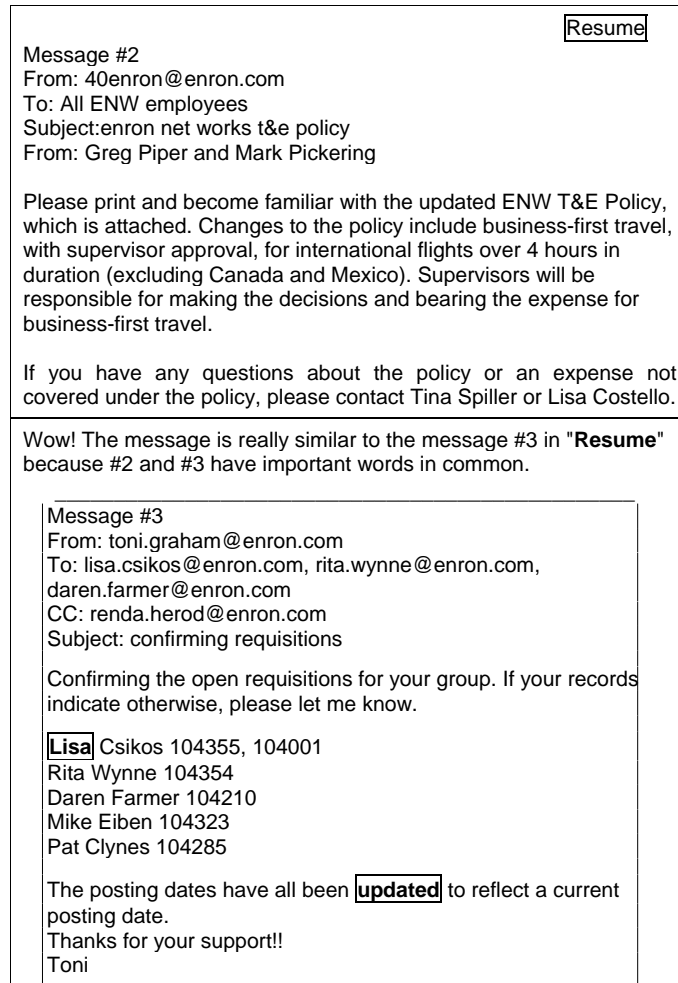 Resume
Message #2
From: 40enron@enron.com
To: All ENW employees
Subject:enron net works t&e policy
From: Greg Piper and Mark Pickering
Please print and become familiar with the updated ENW T&E Policy,
which is attached. Changes to the policy include business-first travel,
with supervisor approval, for international flights over 4 hours in
duration (excluding Canada and Mexico). Supervisors will be
responsible for making the decisions and bearing the expense for
business-first travel.
If you have any questions about the policy or an expense not
covered under the policy, please contact Tina Spiller or Lisa Costello.
Wow! The message is really similar to the message #3 in "Resume"
because #2 and #3 have important words in common.
Message #3
From: toni.graham@enron.com
To: lisa.csikos@enron.com, rita.wynne@enron.com,
daren.farmer@enron.com
CC: renda.herod@enron.com
Subject: confirming requisitions
Confirming the open requisitions for your group. If your records
indicate otherwise, please let me know.
Lisa Csikos 104355, 104001
Rita Wynne 104354
Daren Farmer 104210
Mike Eiben 104323
Pat Clynes 104285
The posting dates have all been updated to reflect a current
posting date.
Thanks for your support!!
Toni